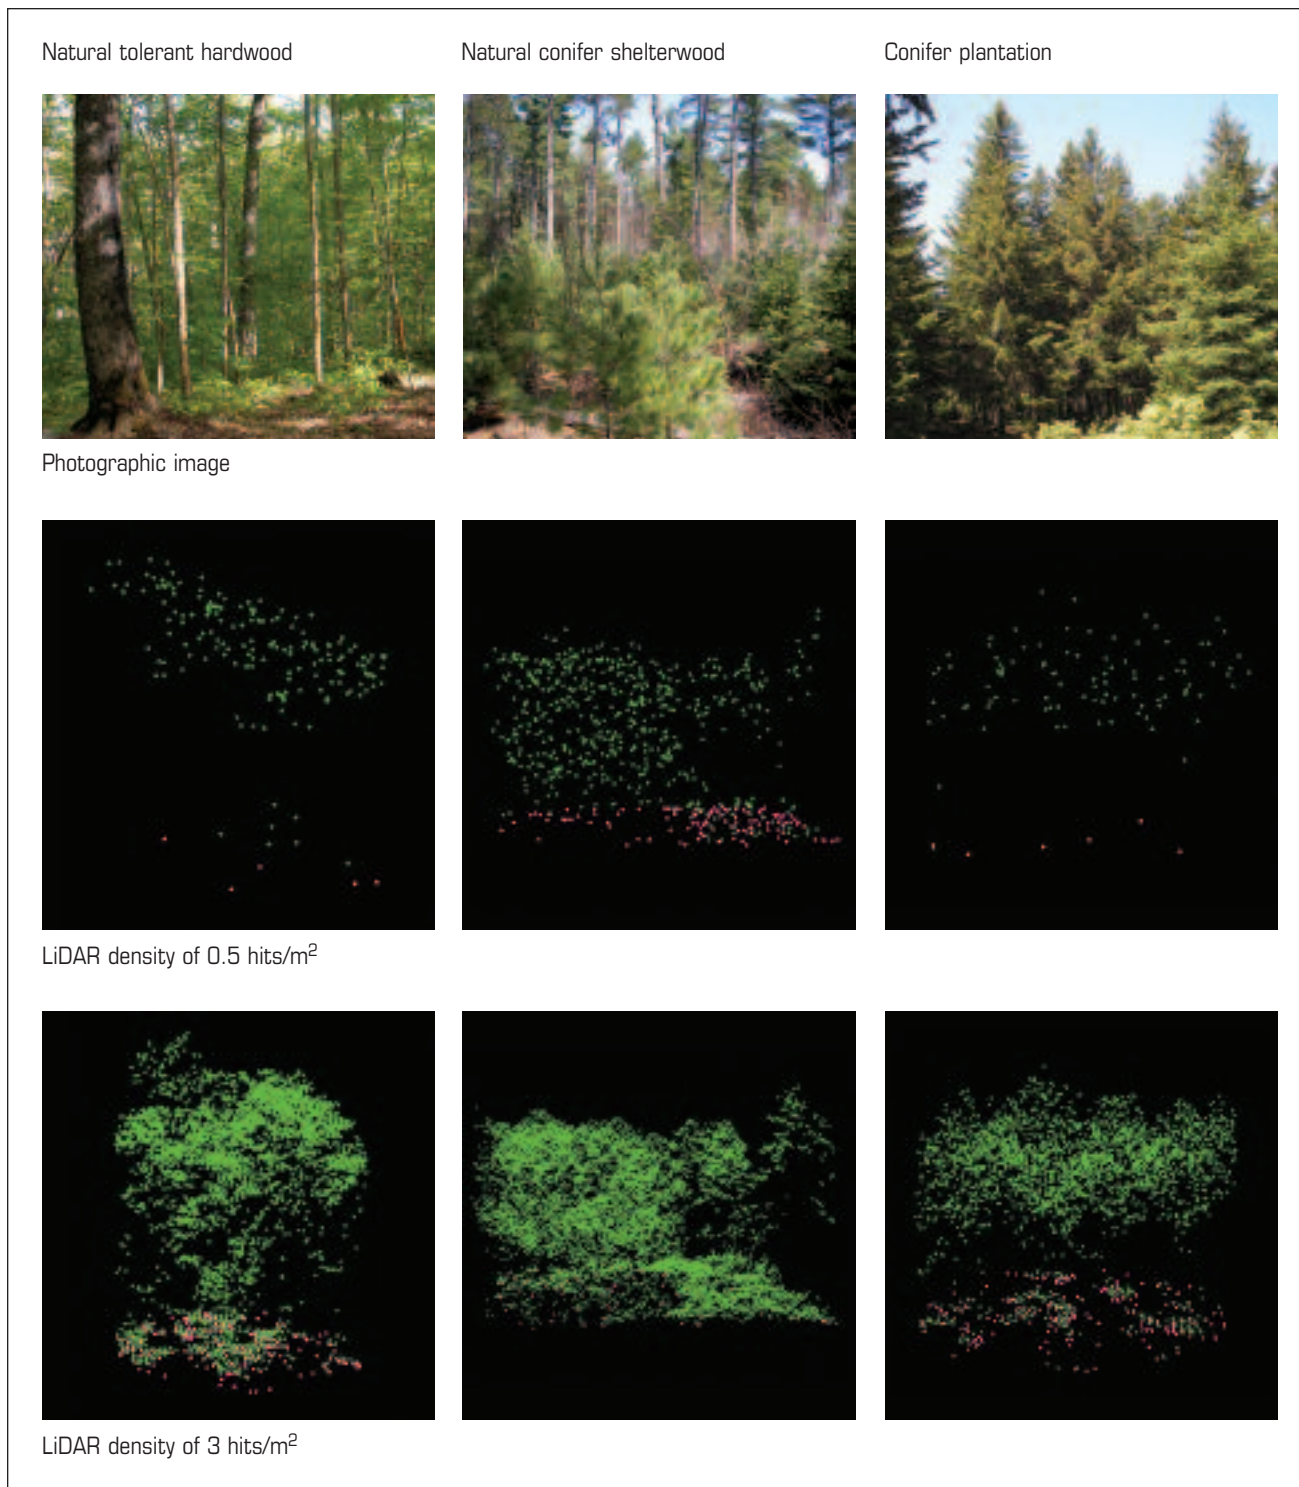 Natural tolerant hardwood
Natural conifer shelterwood
Conifer plantation
Photographic image
LiDAR density of 0.5 hits/m²
LiDAR density of 3 hits/m²